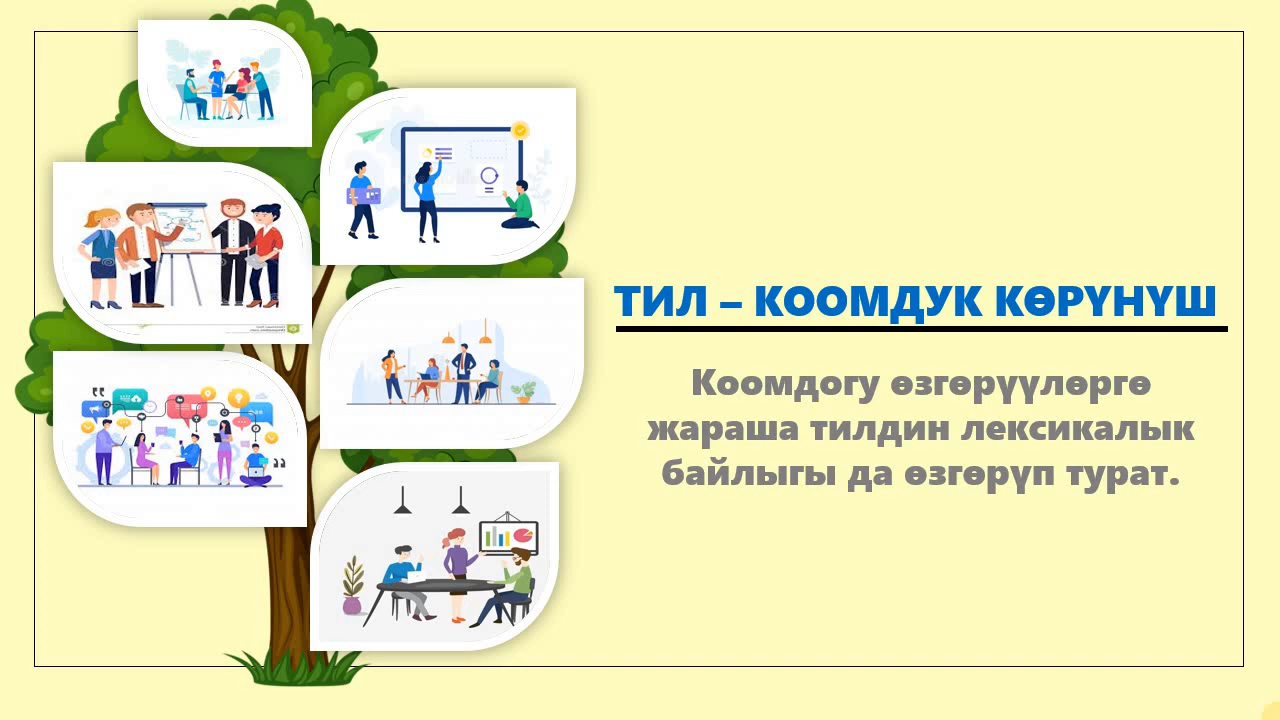 ТИЛ – КООМДУК КӨРҮНҮШ
Коомдогу өзгөрүүлөргө
жараша тилдин лексикалык
байлыгы да өзгөрүп турат.